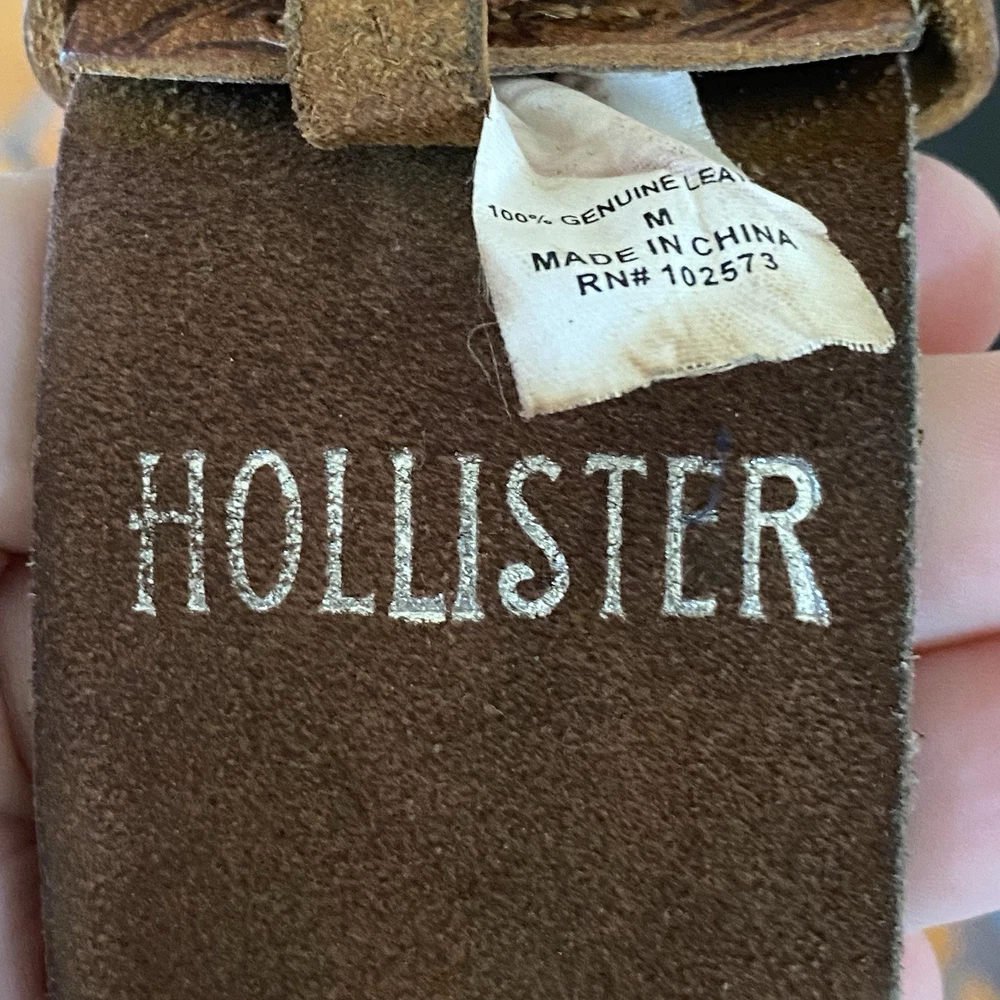 100% GENUINE LEA
M
MADE IN CHINA
RN# 102573
HOLLISTER